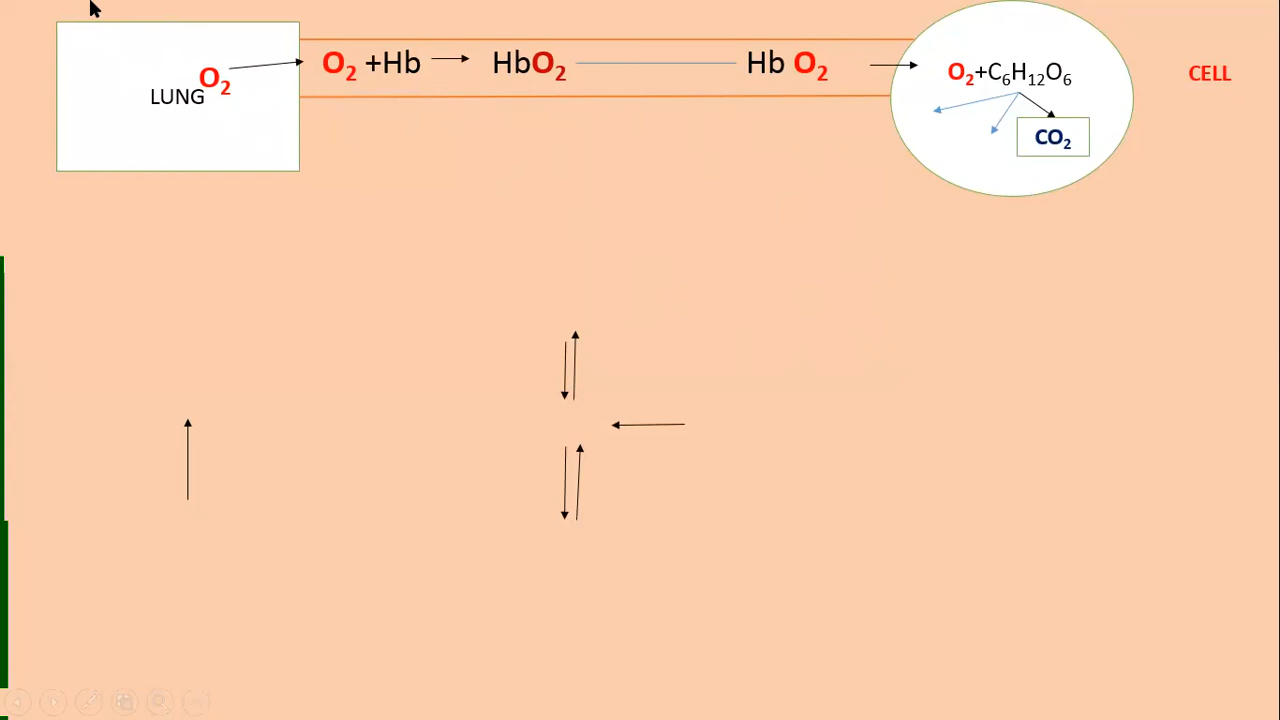 LUNG O₂
O₂ +Hb → HbO₂
Hb O₂
O₂+C₆H₁₂O₆
CELL
CO₂